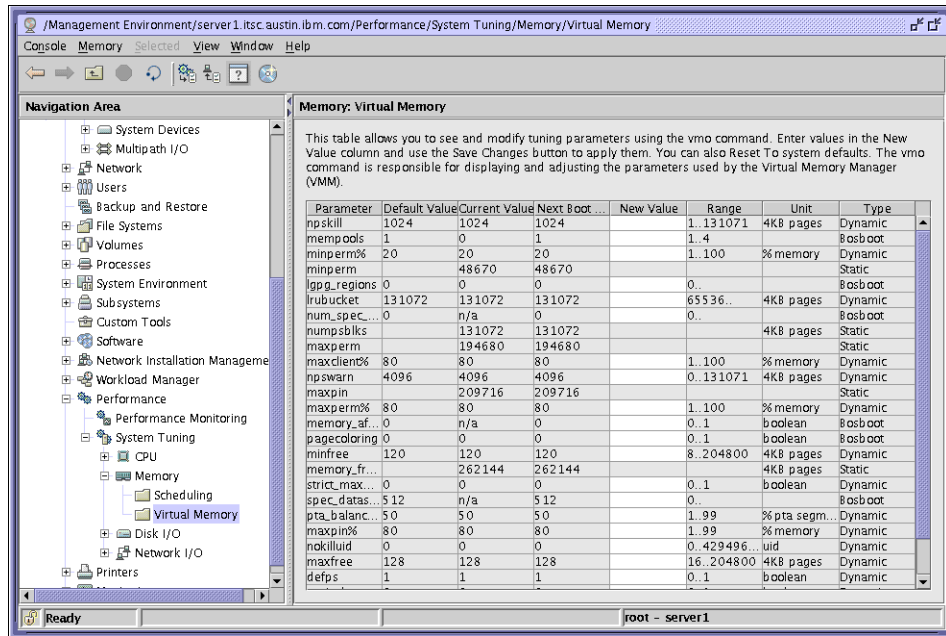 /Management Environment/server1.itsc.austin.ibm.com/Performance/System Tuning/Memory/Virtual Memory
Console Memory Selected View Window Help
Navigation Area
System Devices
Multipath I/O
Network
Users
Backup and Restore
File Systems
Volumes
Processes
System Environment
Subsystems
Custom Tools
Software
Network Installation Manageme
Workload Manager
Performance
Performance Monitoring
System Tuning
CPU
Memory
Scheduling
Virtual Memory
Disk I/O
Network I/O
Printers
Memory: Virtual Memory
This table allows you to see and modify tuning parameters using the vmo command. Enter values in the New
Value column and use the Save Changes button to apply them. You can also Reset To system defaults. The vmo
command is responsible for displaying and adjusting the parameters used by the Virtual Memory Manager
(VMM).
Parameter Default Value Current Value Next Boot ... New Value Range Unit Type
npskill 1024 1024 1024 1..131071 4KB pages Dynamic
mempools 1 0 1 1..4 Bosboot
minperm% 20 20 20 1..100 % memory Dynamic
minperm 48670 48670 Static
lgpg_regions 0 0 0 0.. Bosboot
lrubucket 131072 131072 131072 65536.. 4KB pages Dynamic
num_spec_... 0 n/a 0 0.. Bosboot
numpsblks 131072 131072 4KB pages Static
maxperm 194680 194680 Static
maxclient% 80 80 80 1..100 % memory Dynamic
npswarn 4096 4096 4096 0..131071 4KB pages Dynamic
maxpin 209716 209716 Static
maxperm% 80 80 80 1..100 % memory Dynamic
memory_af... 0 n/a 0 0..1 boolean Bosboot
pagecoloring 0 0 0 0..1 boolean Bosboot
minfree 120 120 120 8..204800 4KB pages Dynamic
memory_fr... 262144 262144 4KB pages Static
strict_max... 0 0 0 0..1 boolean Dynamic
spec_datas... 512 n/a 512 0.. Bosboot
pta_balanc... 50 50 50 1..99 % pta segm... Dynamic
maxpin% 80 80 80 1..99 % memory Dynamic
nokilluid 0 0 0 0..429496... uid Dynamic
maxfree 128 128 128 16..204800 4KB pages Dynamic
defps 1 1 1 0..1 boolean Dynamic
Ready
root - server1